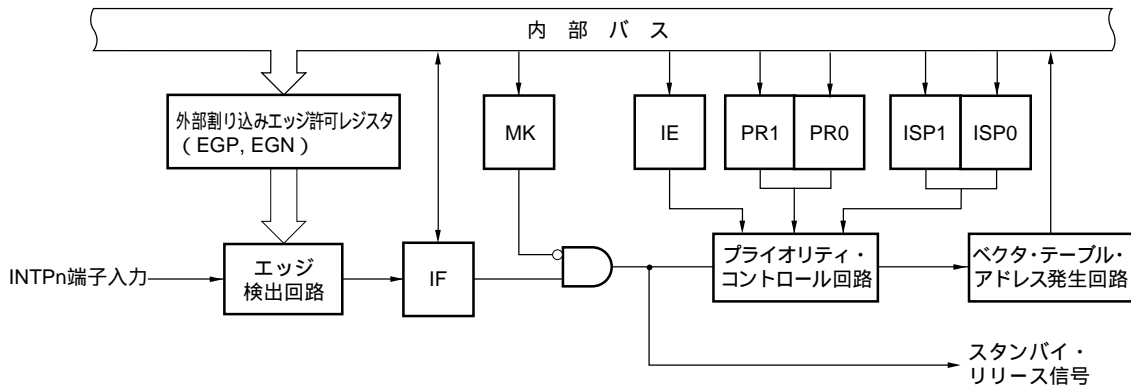 内 部 バ ス
外部割り込みエッジ許可レジスタ
( EGP, EGN )
MK
IE
PR1
PR0
ISP1
ISP0
INTPn端子入力
エッジ
検出回路
IF
プライオリティ・
コントロール回路
ベクタ・テーブル・
アドレス発生回路
スタンバイ・
リリース信号